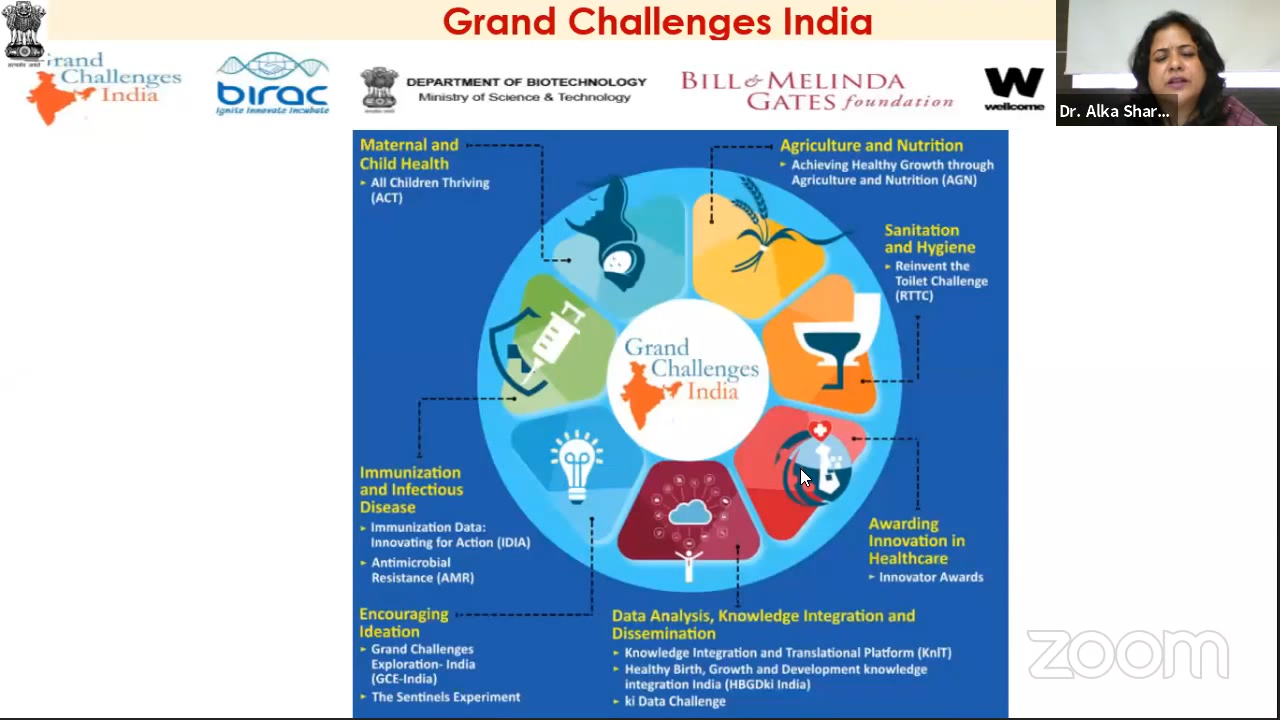 Grand Challenges India
Grand
Challenges
India
birac
Ignite Innovate Incubate
DEPARTMENT OF BIOTECHNOLOGY
Ministry of Science & Technology
BILL & MELINDA
GATES foundation
W
wellcome
Dr. Alka Shar...
Maternal and
Child Health
All Children Thriving
(ACT)
Agriculture and Nutrition
Achieving Healthy Growth through
Agriculture and Nutrition (AGN)
Sanitation
and Hygiene
Reinvent the
Toilet Challenge
(RTTC)
Grand
Challenges
India
Immunization
and Infectious
Disease
Immunization Data:
Innovating for Action (IDIA)
Antimicrobial
Resistance (AMR)
Awarding
Innovation in
Healthcare
Innovator Awards
Encouraging
Ideation
Grand Challenges
Exploration- India
(GCE-India)
The Sentinels Experiment
Data Analysis, Knowledge Integration and
Dissemination
Knowledge Integration and Translational Platform (KnIT)
Healthy Birth, Growth and Development knowledge
integration India (HBGDki India)
ki Data Challenge
zoom